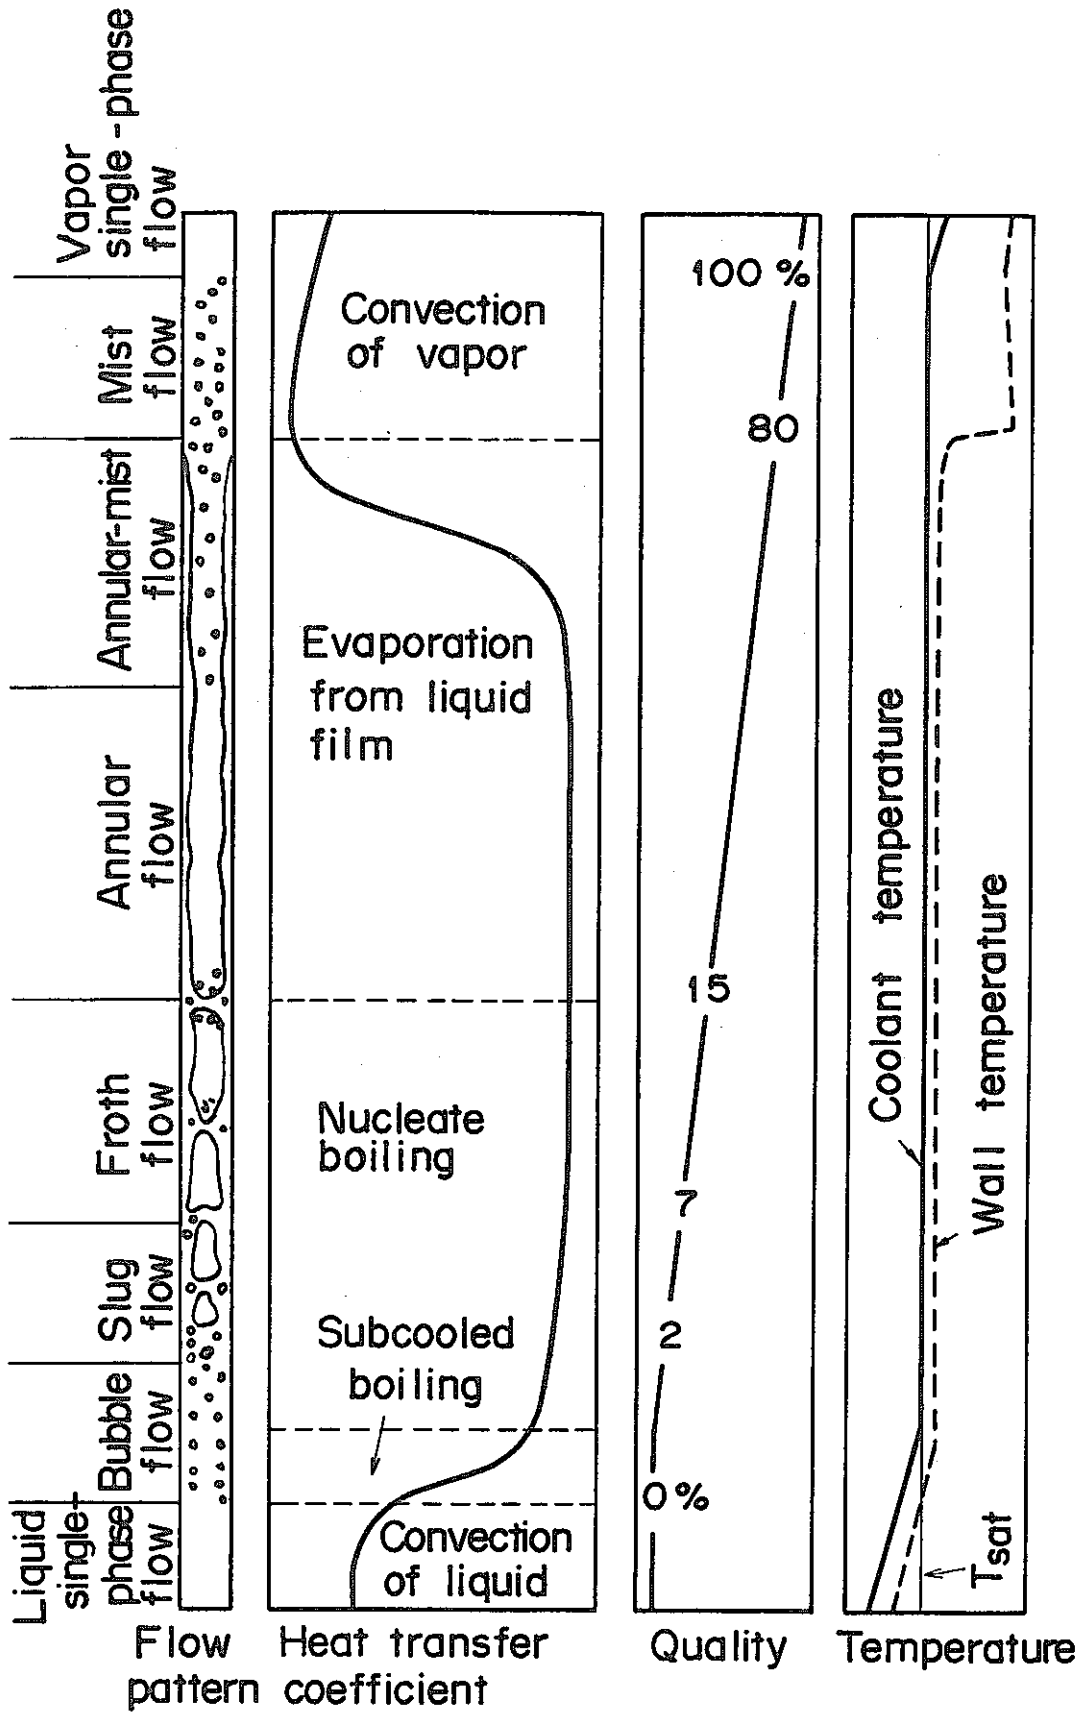 Vapor
single-phase
flow
Mist
flow
Annular-mist
flow
Annular
flow
Froth
flow
Slug
flow
Bubble
flow
Liquid
single-
phase
flow
Convection
of vapor
Evaporation
from liquid
film
Nucleate
boiling
Subcooled
boiling
Convection
of liquid
100 %
80
15
7
2
0 %
Coolant temperature
Wall temperature
Tsat
Flow
pattern
Heat transfer
coefficient
Quality
Temperature